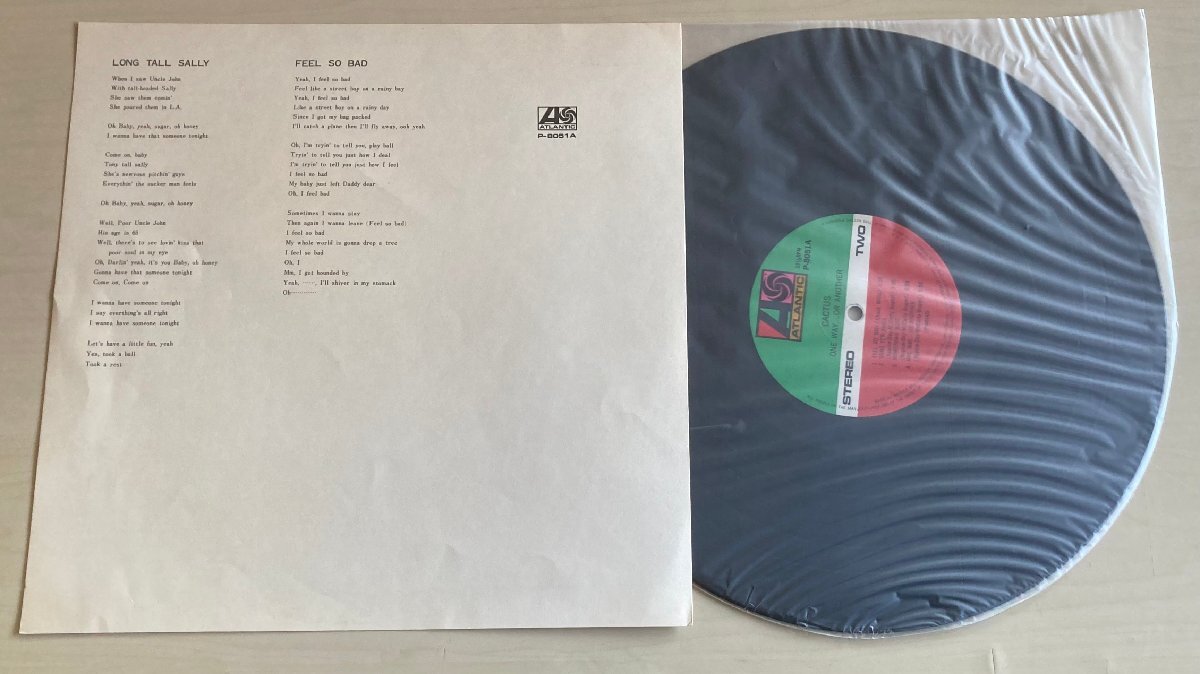 LONG TALL SALLY
When I saw Uncle John
With tall-headed Sally
She saw them comin'
She poured them in L.A.
Oh Baby, yeah, sugar, oh honey
I wanna have that someone tonight
Come on, baby
Tiny tall sally
She's nervous pitchin' guys
Everythin' the sucker man feels
Oh Baby, yeah, sugar, oh honey
Well, Poor Uncle John
His age is 60
Well, there's to see lovin' kiss that
poor soul in my eye
Oh, Darlin' yeah, it's you Baby, oh honey
Gonna have that someone tonight
Come on, Come on
I wanna have someone tonight
I say everthing's all right
I wanna have someone tonight
Let's have a little fun, yeah
Yes, took a ball
Took a rest
FEEL SO BAD
Yeah, I feel so bad
Feel like a street boy on a rainy bay
Yeah, I feel so bad
Like a street boy on a rainy day
Since I got my bag packed
I'll catch a plane then I'll fly away, ooh yeah
Oh, I'm tryin' to tell you, play ball
Tryin' to tell you just how I deal
I'm tryin' to tell you just how I feel
I feel so bad
My baby just left Daddy dear
Oh, I feel bad
Sometimes I wanna stay
Then again I wanna leave (Feel so bad)
I feel so bad
My whole world is gonna drop a tree
I feel so bad
Oh, I
Mm, I got hounded by
Yeah, ……, I'll shiver in my stomack
Oh…………
ATLANTIC
P-8051A
ATLANTIC
33⅓RPM
P-8051A
CACTUS
ONE WAY...OR ANOTHER
STEREO
TWO